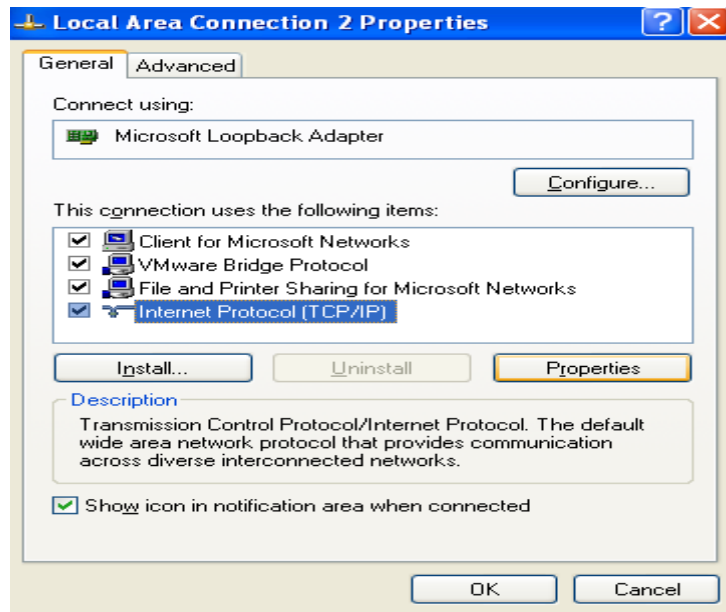 Local Area Connection 2 Properties
General Advanced
Connect using:
Microsoft Loopback Adapter
Configure...
This connection uses the following items:
Client for Microsoft Networks
VMware Bridge Protocol
File and Printer Sharing for Microsoft Networks
Internet Protocol (TCP/IP)
Install... Uninstall Properties
Description
Transmission Control Protocol/Internet Protocol. The default
wide area network protocol that provides communication
across diverse interconnected networks.
Show icon in notification area when connected
OK Cancel